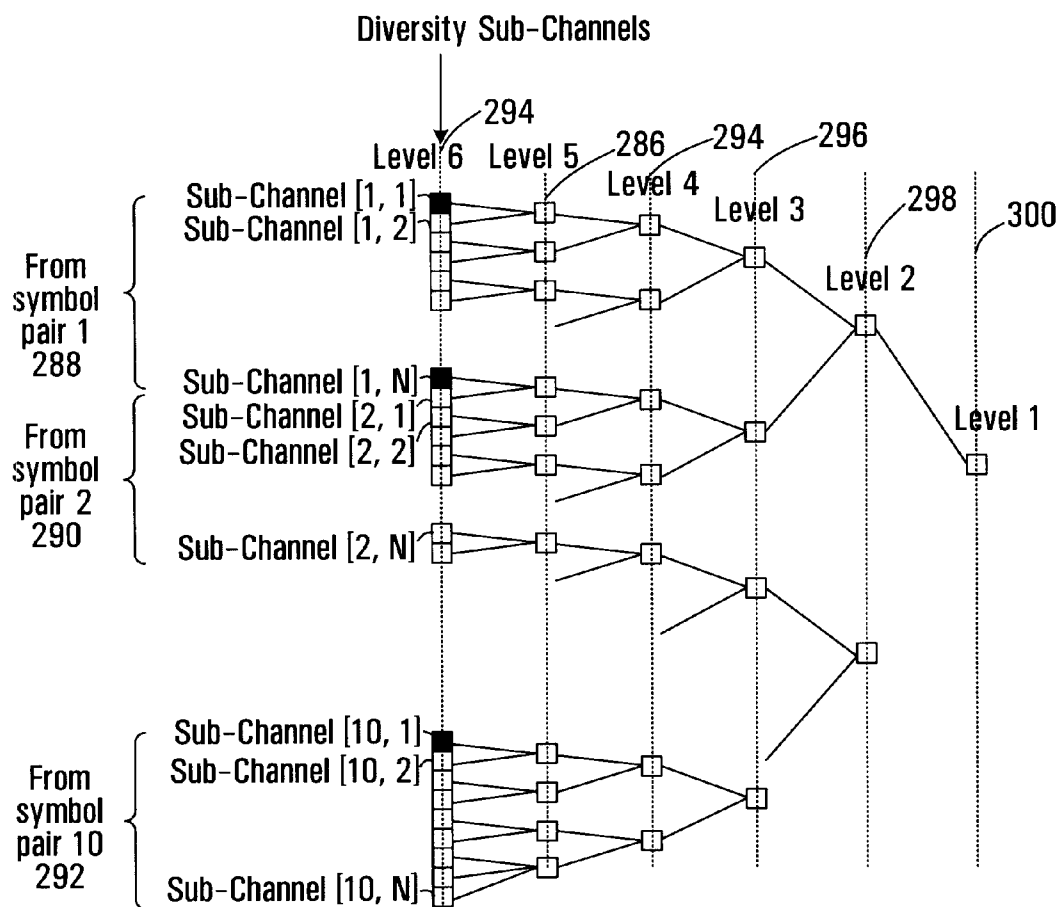 Diversity Sub-Channels
294
286
294
296
298
300
Level 6
Level 5
Level 4
Level 3
Level 2
Level 1
From
symbol
pair 1
288
Sub-Channel [1, 1]
Sub-Channel [1, 2]
Sub-Channel [1, N]
From
symbol
pair 2
290
Sub-Channel [2, 1]
Sub-Channel [2, 2]
Sub-Channel [2, N]
From
symbol
pair 10
292
Sub-Channel [10, 1]
Sub-Channel [10, 2]
Sub-Channel [10, N]